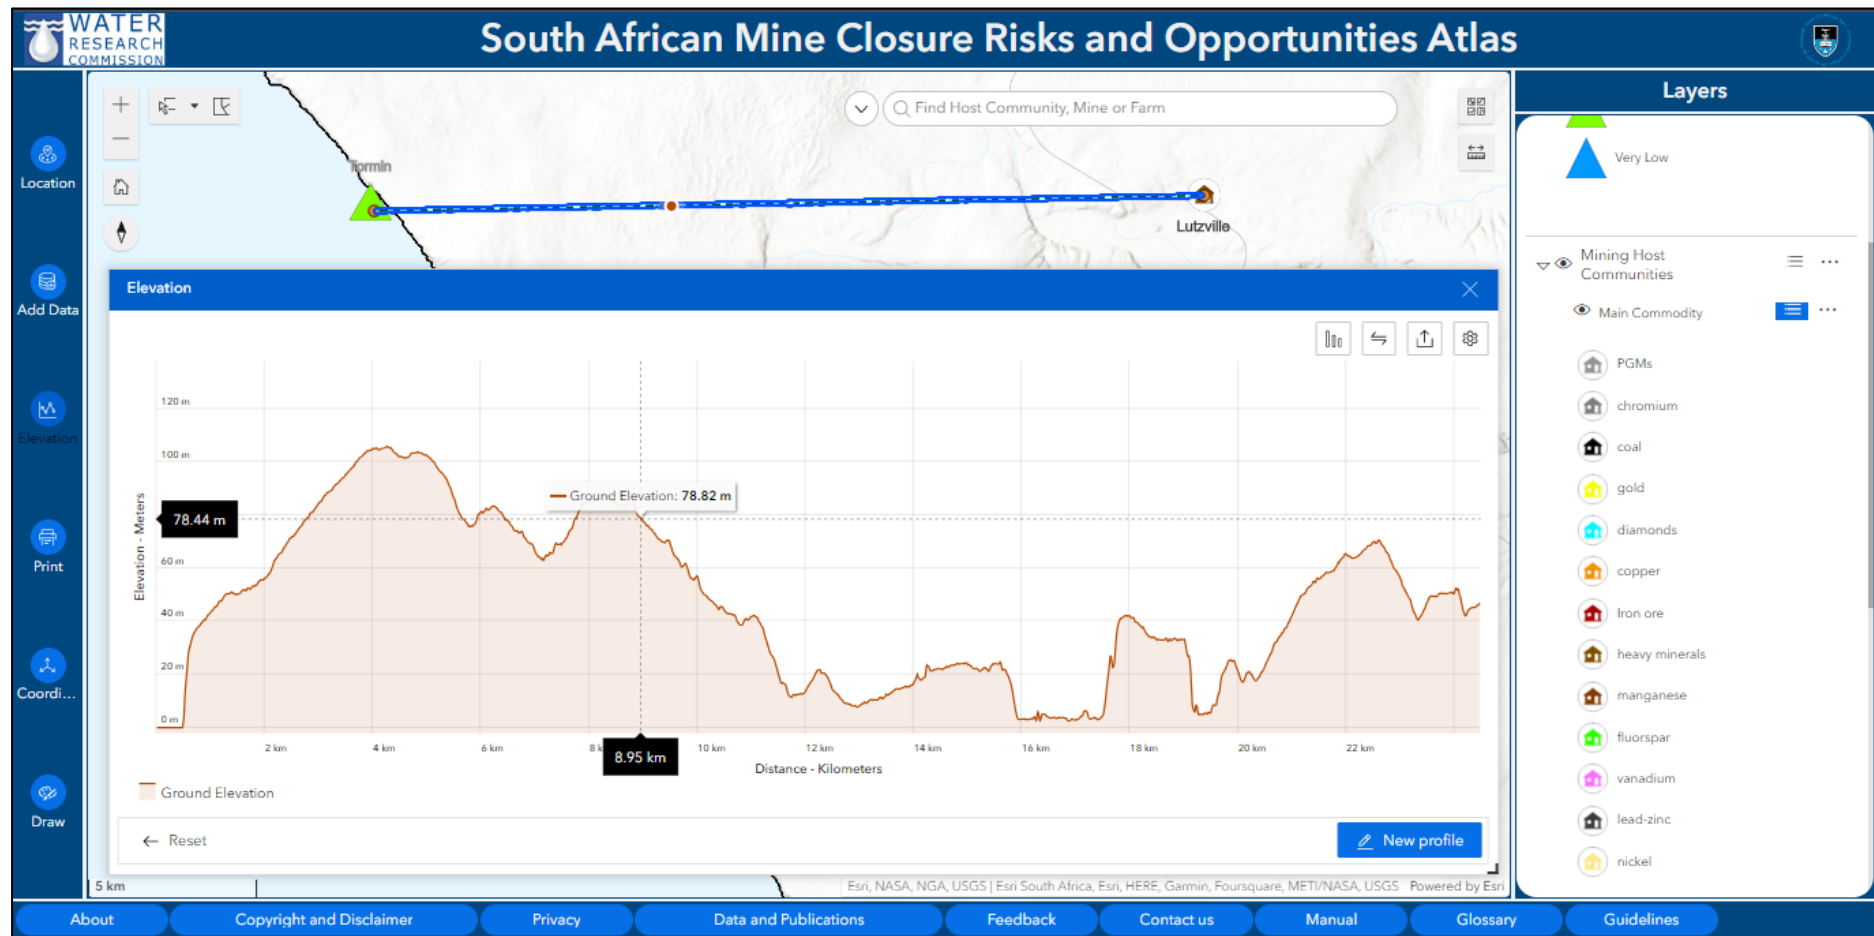 WATER
RESEARCH
COMMISSION
South African Mine Closure Risks and Opportunities Atlas
Location
Add Data
Elevation
Print
Coordi...
Draw
Find Host Community, Mine or Farm
Tormin
Lutzville
Elevation
120 m
100 m
60 m
40 m
20 m
0 m
Elevation - Meters
78.44 m
Ground Elevation: 78.82 m
2 km
4 km
6 km
8 k
8.95 km
10 km
12 km
14 km
16 km
18 km
20 km
22 km
Distance - Kilometers
Ground Elevation
Reset
New profile
5 km
Esri, NASA, NGA, USGS | Esri South Africa, Esri, HERE, Garmin, Foursquare, METI/NASA, USGS Powered by Esri
Layers
Very Low
Mining Host
Communities
Main Commodity
PGMs
chromium
coal
gold
diamonds
copper
Iron ore
heavy minerals
manganese
fluorspar
vanadium
lead-zinc
nickel
About
Copyright and Disclaimer
Privacy
Data and Publications
Feedback
Contact us
Manual
Glossary
Guidelines